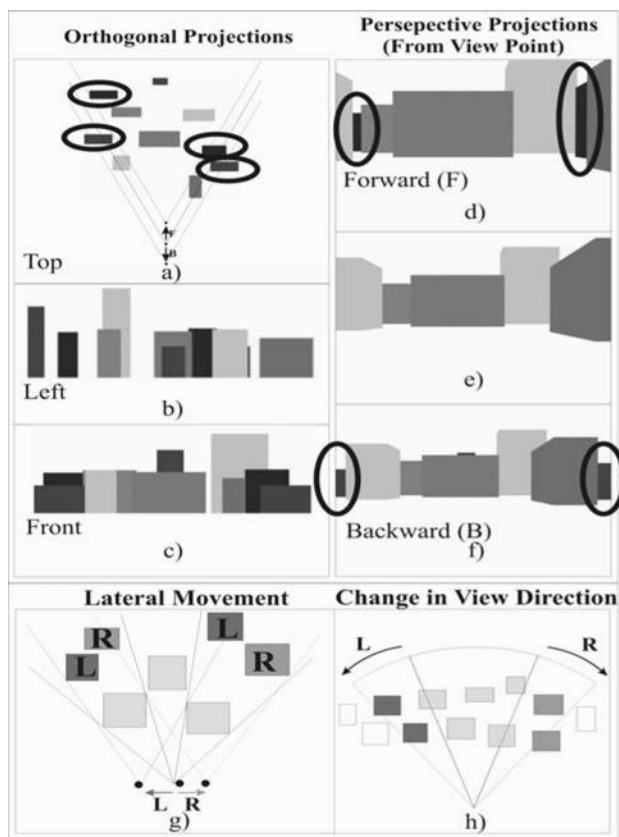 Orthogonal Projections
Persepective Projections
(From View Point)
F
B
Top
a)
Forward (F)
d)
Left
b)
e)
Front
c)
Backward (B)
f)
Lateral Movement
Change in View Direction
L
R
L
R
L
R
g)
L
R
h)